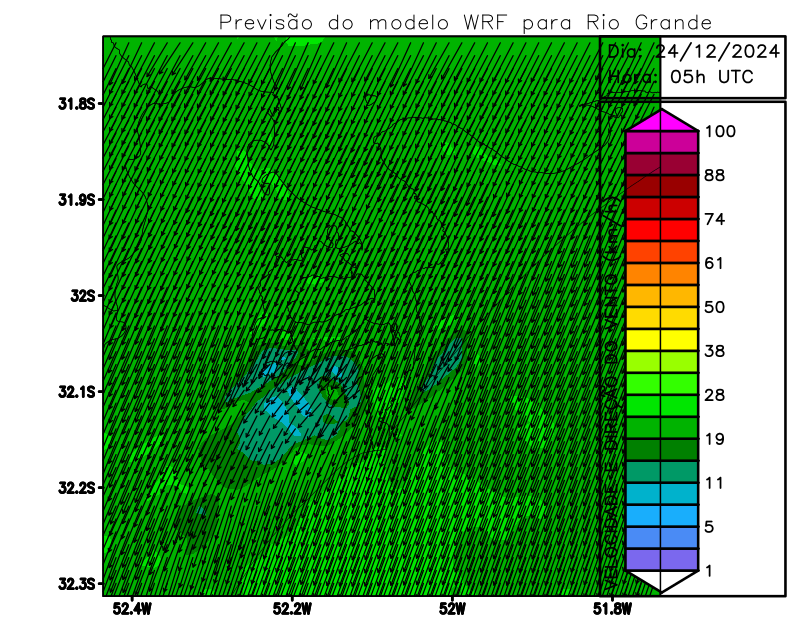 Previsão do modelo WRF para Rio Grande
Dia: 24/12/2024
Hora: 05h UTC
31.8S
31.9S
32S
32.1S
32.2S
32.3S
52.4W
52.2W
52W
51.8W
VELOCIDADE E DIREÇÃO DO VENTO (km/h)
100
88
74
61
50
38
28
19
11
5
1